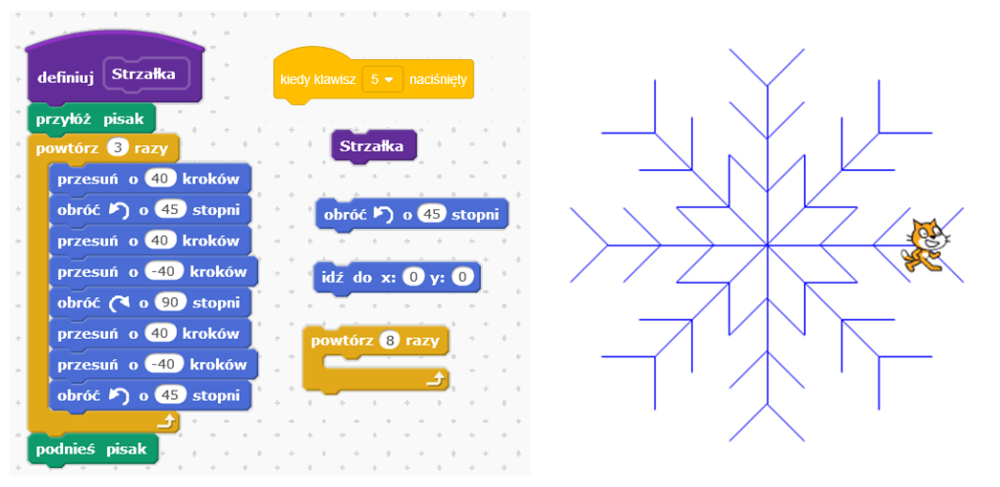 definiuj Strzałka
przyłóż pisak
powtórz 3 razy
przesuń o 40 kroków
obróć o 45 stopni
przesuń o 40 kroków
przesuń o -40 kroków
obróć o 90 stopni
przesuń o 40 kroków
przesuń o -40 kroków
obróć o 45 stopni
podnieś pisak
kiedy klawisz 5 naciśnięty
Strzałka
obróć o 45 stopni
idź do x: 0 y: 0
powtórz 8 razy